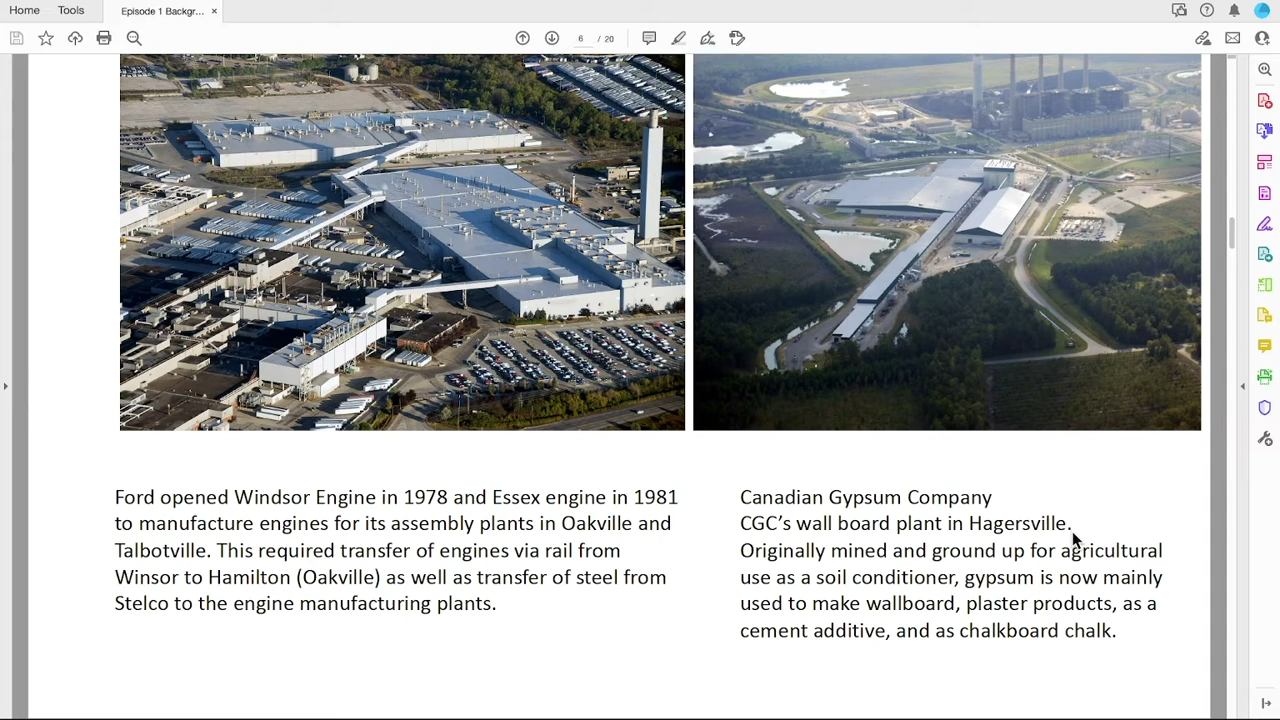 Home
Tools
Episode 1 Backgr...
6 / 20
Ford opened Windsor Engine in 1978 and Essex engine in 1981
to manufacture engines for its assembly plants in Oakville and
Talbotville. This required transfer of engines via rail from
Winsor to Hamilton (Oakville) as well as transfer of steel from
Stelco to the engine manufacturing plants.
Canadian Gypsum Company
CGC’s wall board plant in Hagersville.
Originally mined and ground up for agricultural
use as a soil conditioner, gypsum is now mainly
used to make wallboard, plaster products, as a
cement additive, and as chalkboard chalk.